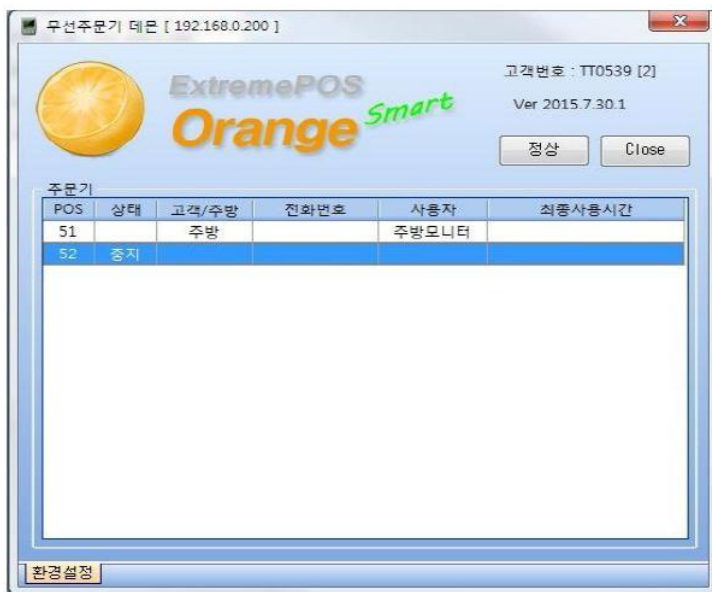 무선주문기 데몬 [ 192.168.0.200 ]
ExtremePOS
Orange Smart
고객번호 : TT0539 [2]
Ver 2015.7.30.1
정상 Close
주문기
POS 상태 고객/주방 전화번호 사용자 최종사용시간
51 주방 주방모니터
52 중지
환경설정